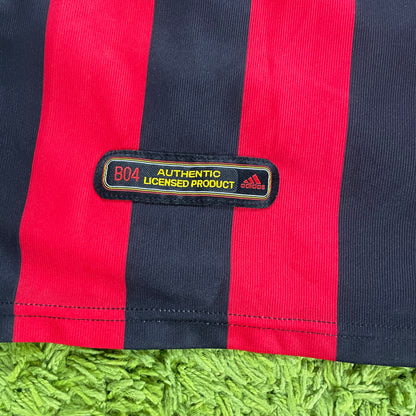 B04
AUTHENTIC
LICENSED PRODUCT
adidas